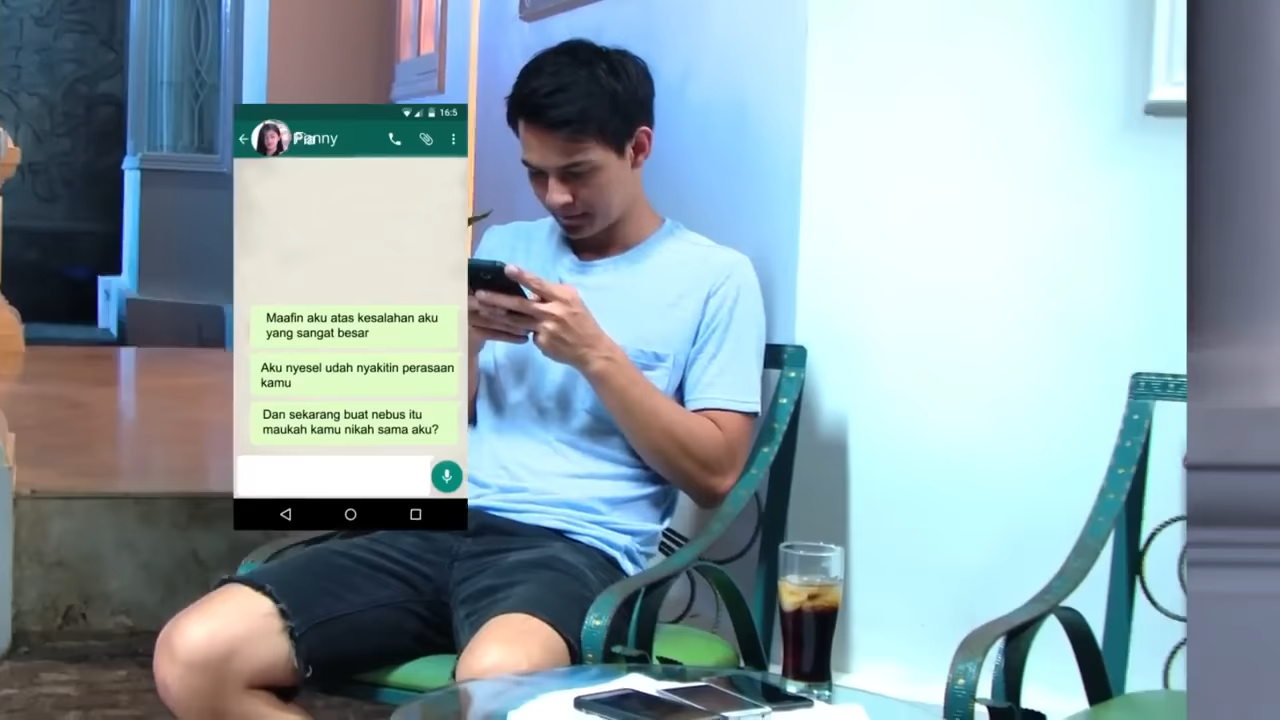 16:5
Maafin aku atas kesalahan aku
yang sangat besar
Aku nyesel udah nyakitin perasaan
kamu
Dan sekarang buat nebus itu
maukah kamu nikah sama aku?